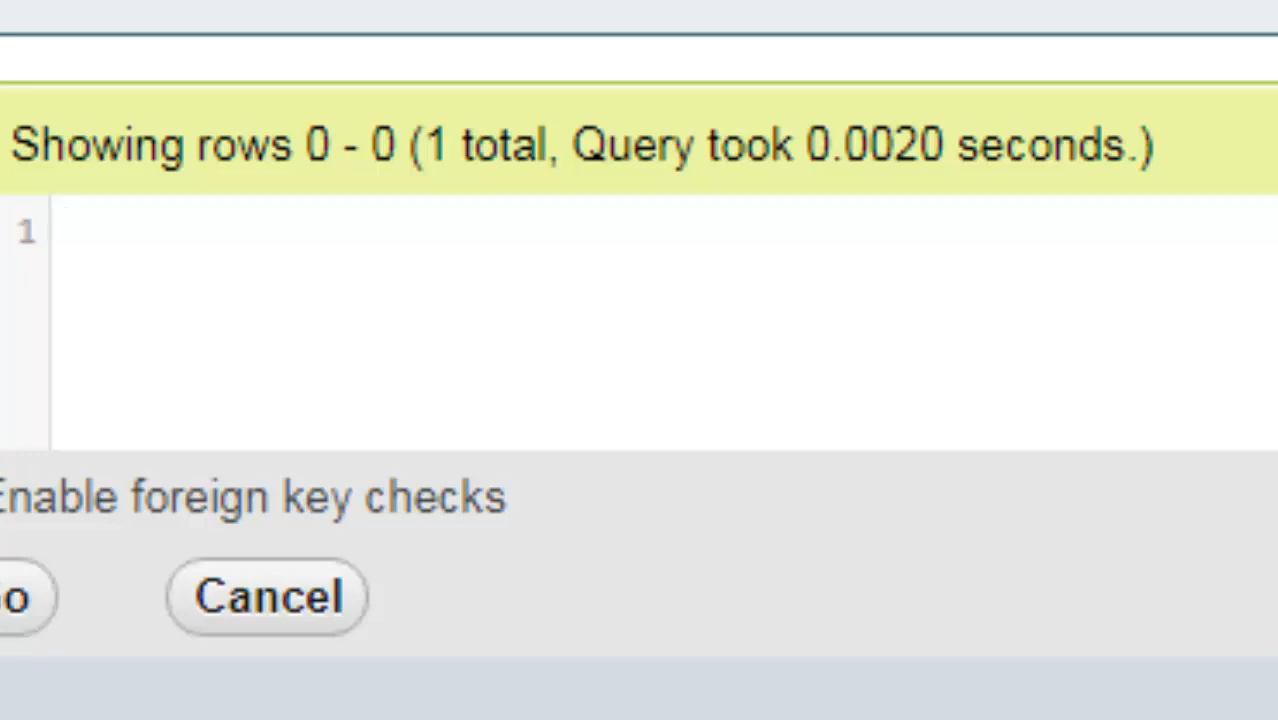 Showing rows 0 - 0 (1 total, Query took 0.0020 seconds.)
1
Enable foreign key checks
Cancel